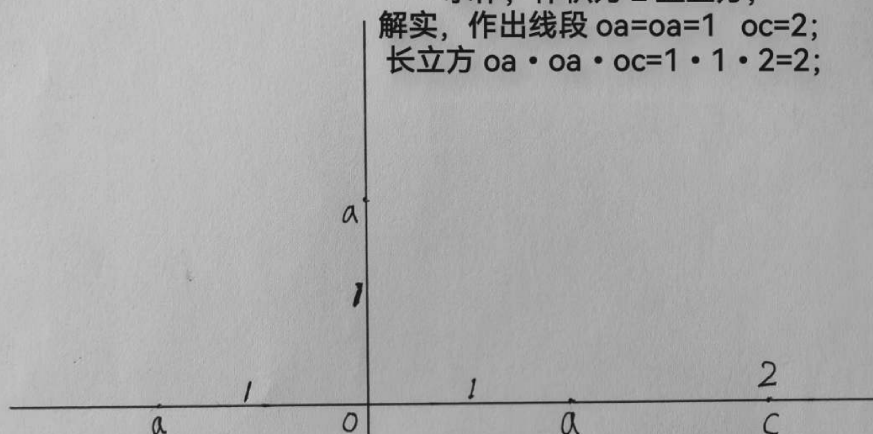 解实，作出线段 oa=oa=1 oc=2;
长立方 oa·oa·oc=1·1·2=2;
a
1
1 1 2
a o a c